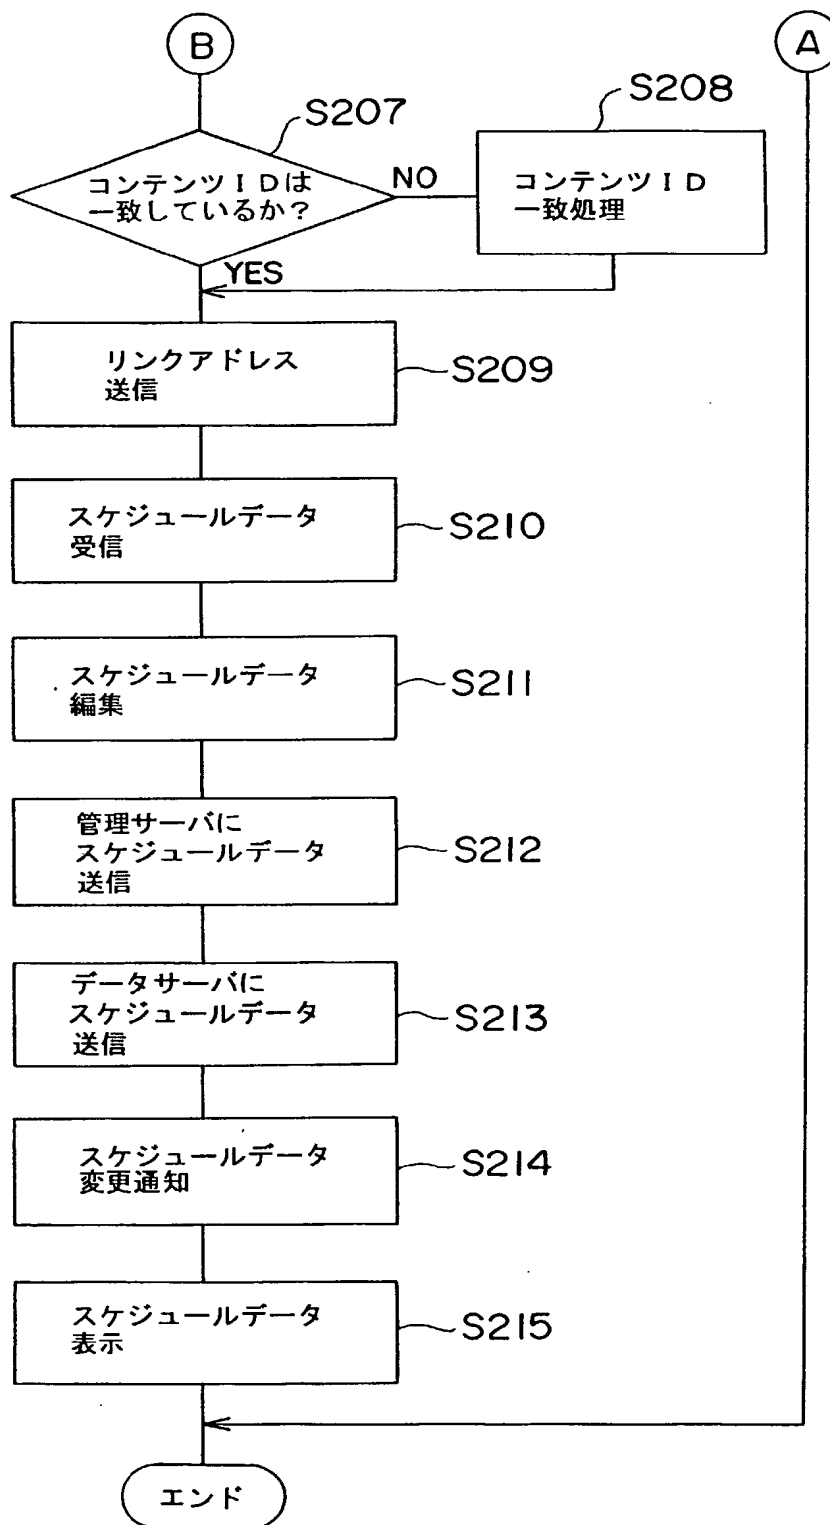 B
A
S207
S208
コンテンツＩＤは
一致しているか？
NO
コンテンツＩＤ
一致処理
YES
リンクアドレス
送信
S209
スケジュールデータ
受信
S210
スケジュールデータ
編集
S211
管理サーバに
スケジュールデータ
送信
S212
データサーバに
スケジュールデータ
送信
S213
スケジュールデータ
変更通知
S214
スケジュールデータ
表示
S215
エンド